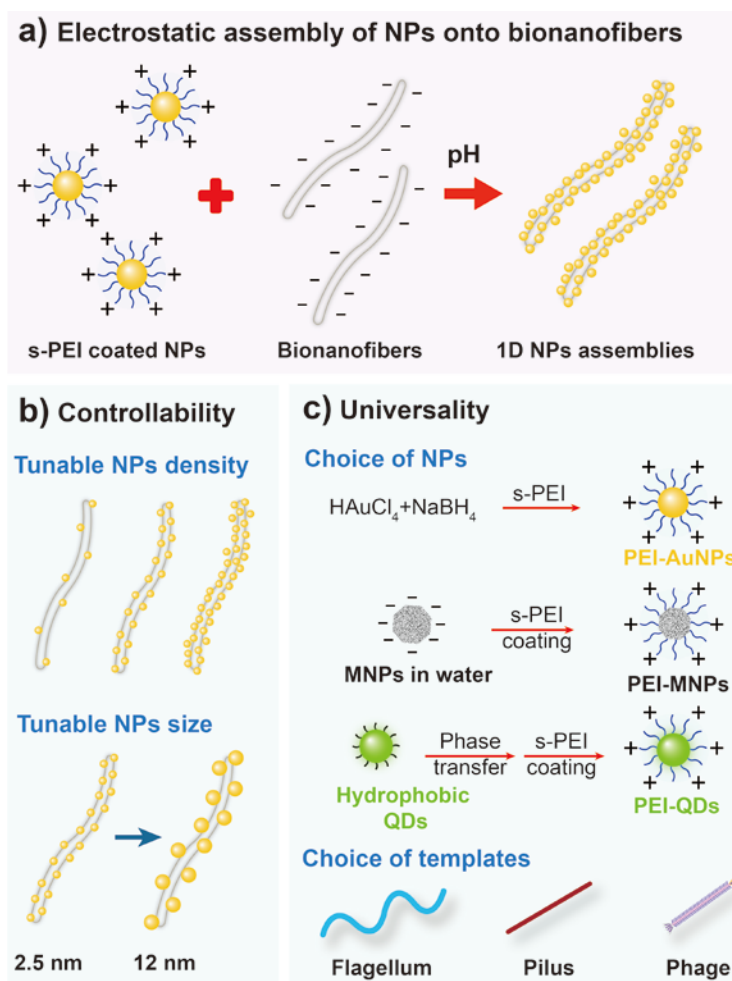 a) Electrostatic assembly of NPs onto bionanofibers
pH
s-PEI coated NPs
Bionanofibers
1D NPs assemblies
b) Controllability
Tunable NPs density
Tunable NPs size
2.5 nm
12 nm
c) Universality
Choice of NPs
HAuCl₄+NaBH₄
s-PEI
PEI-AuNPs
MNPs in water
s-PEI
coating
PEI-MNPs
Hydrophobic
QDs
Phase
transfer
s-PEI
coating
PEI-QDs
Choice of templates
Flagellum
Pilus
Phage